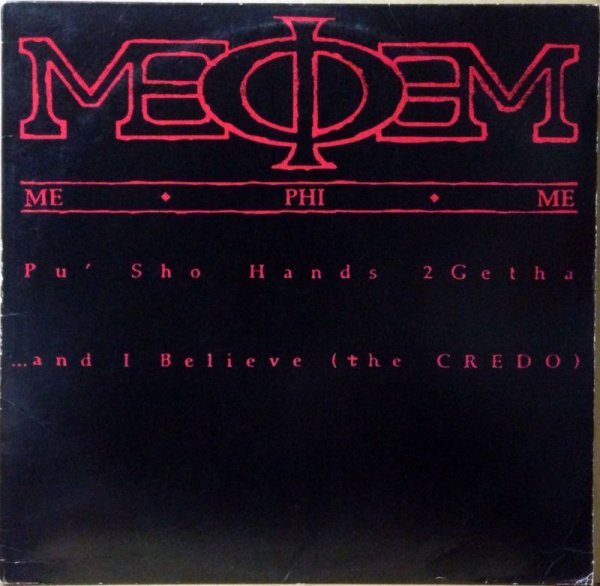 MEΦEM
ME ◆ PHI ◆ ME
Pu' Sho Hands 2Getha
...and I Believe (the CREDO)